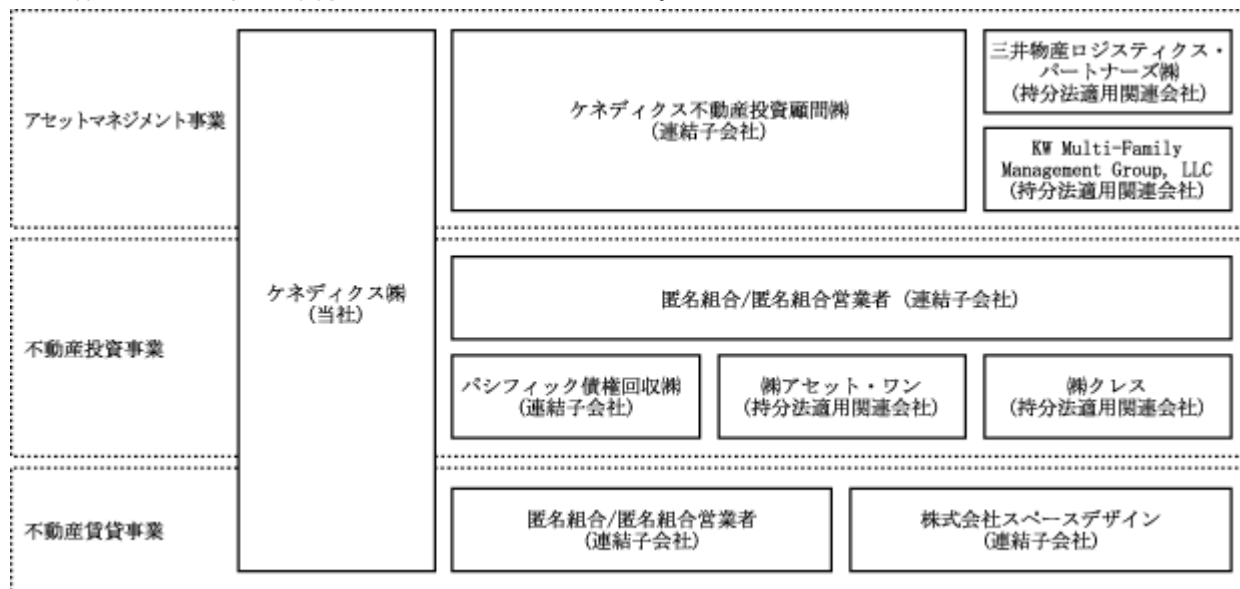 アセットマネジメント事業
ケネディクス㈱
(当社)
ケネディクス不動産投資顧問㈱
(連結子会社)
三井物産ロジスティクス・
パートナーズ㈱
(持分法適用関連会社)
KW Multi-Family
Management Group, LLC
(持分法適用関連会社)
不動産投資事業
匿名組合/匿名組合営業者 (連結子会社)
パシフィック債権回収㈱
(連結子会社)
㈱アセット・ワン
(持分法適用関連会社)
㈱クレス
(持分法適用関連会社)
不動産賃貸事業
匿名組合/匿名組合営業者
(連結子会社)
株式会社スペースデザイン
(連結子会社)